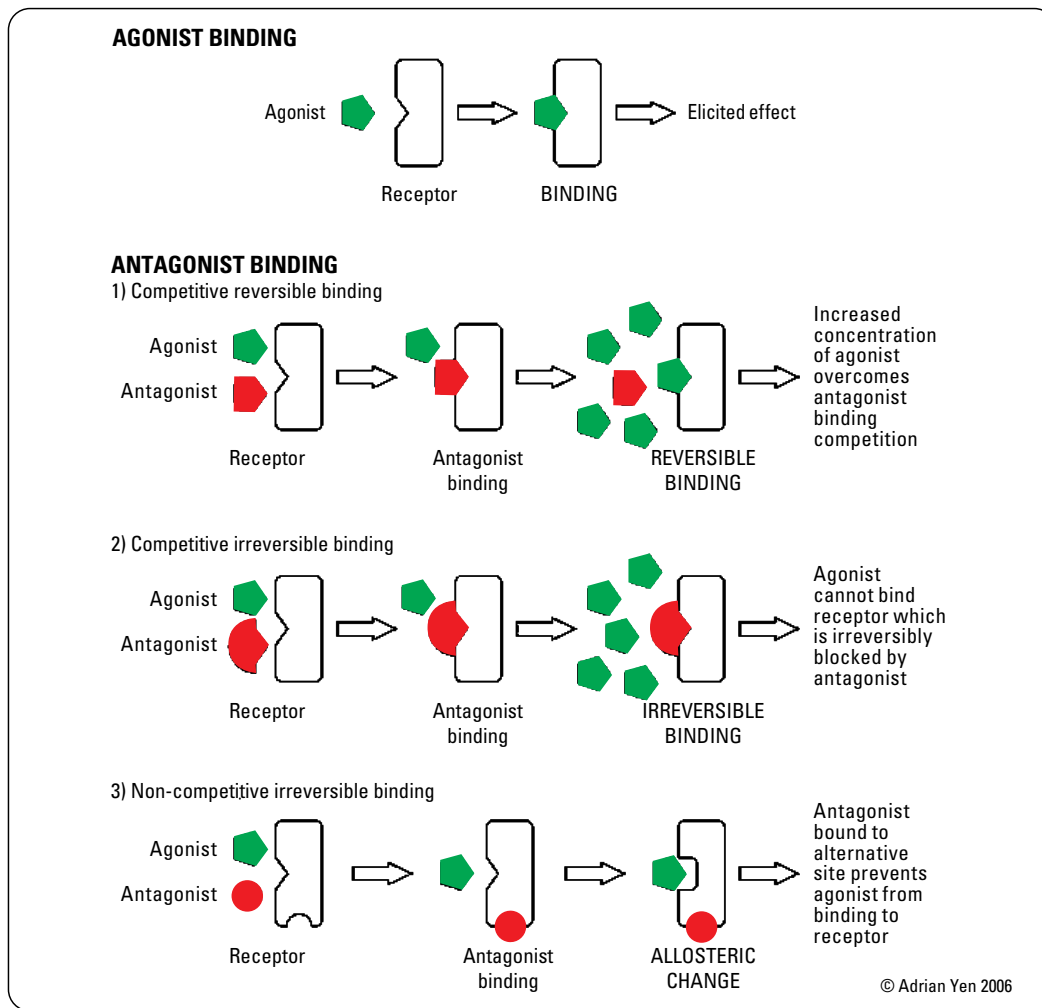 AGONIST BINDING
Agonist
Elicited effect
Receptor
BINDING
ANTAGONIST BINDING
1) Competitive reversible binding
Agonist
Antagonist
Receptor
Antagonist
binding
REVERSIBLE
BINDING
Increased
concentration
of agonist
overcomes
antagonist
binding
competition
2) Competitive irreversible binding
Agonist
Antagonist
Receptor
Antagonist
binding
IRREVERSIBLE
BINDING
Agonist
cannot bind
receptor which
is irreversibly
blocked by
antagonist
3) Non-competitive irreversible binding
Agonist
Antagonist
Receptor
Antagonist
binding
ALLOSTERIC
CHANGE
Antagonist
bound to
alternative
site prevents
agonist from
binding to
receptor
© Adrian Yen 2006